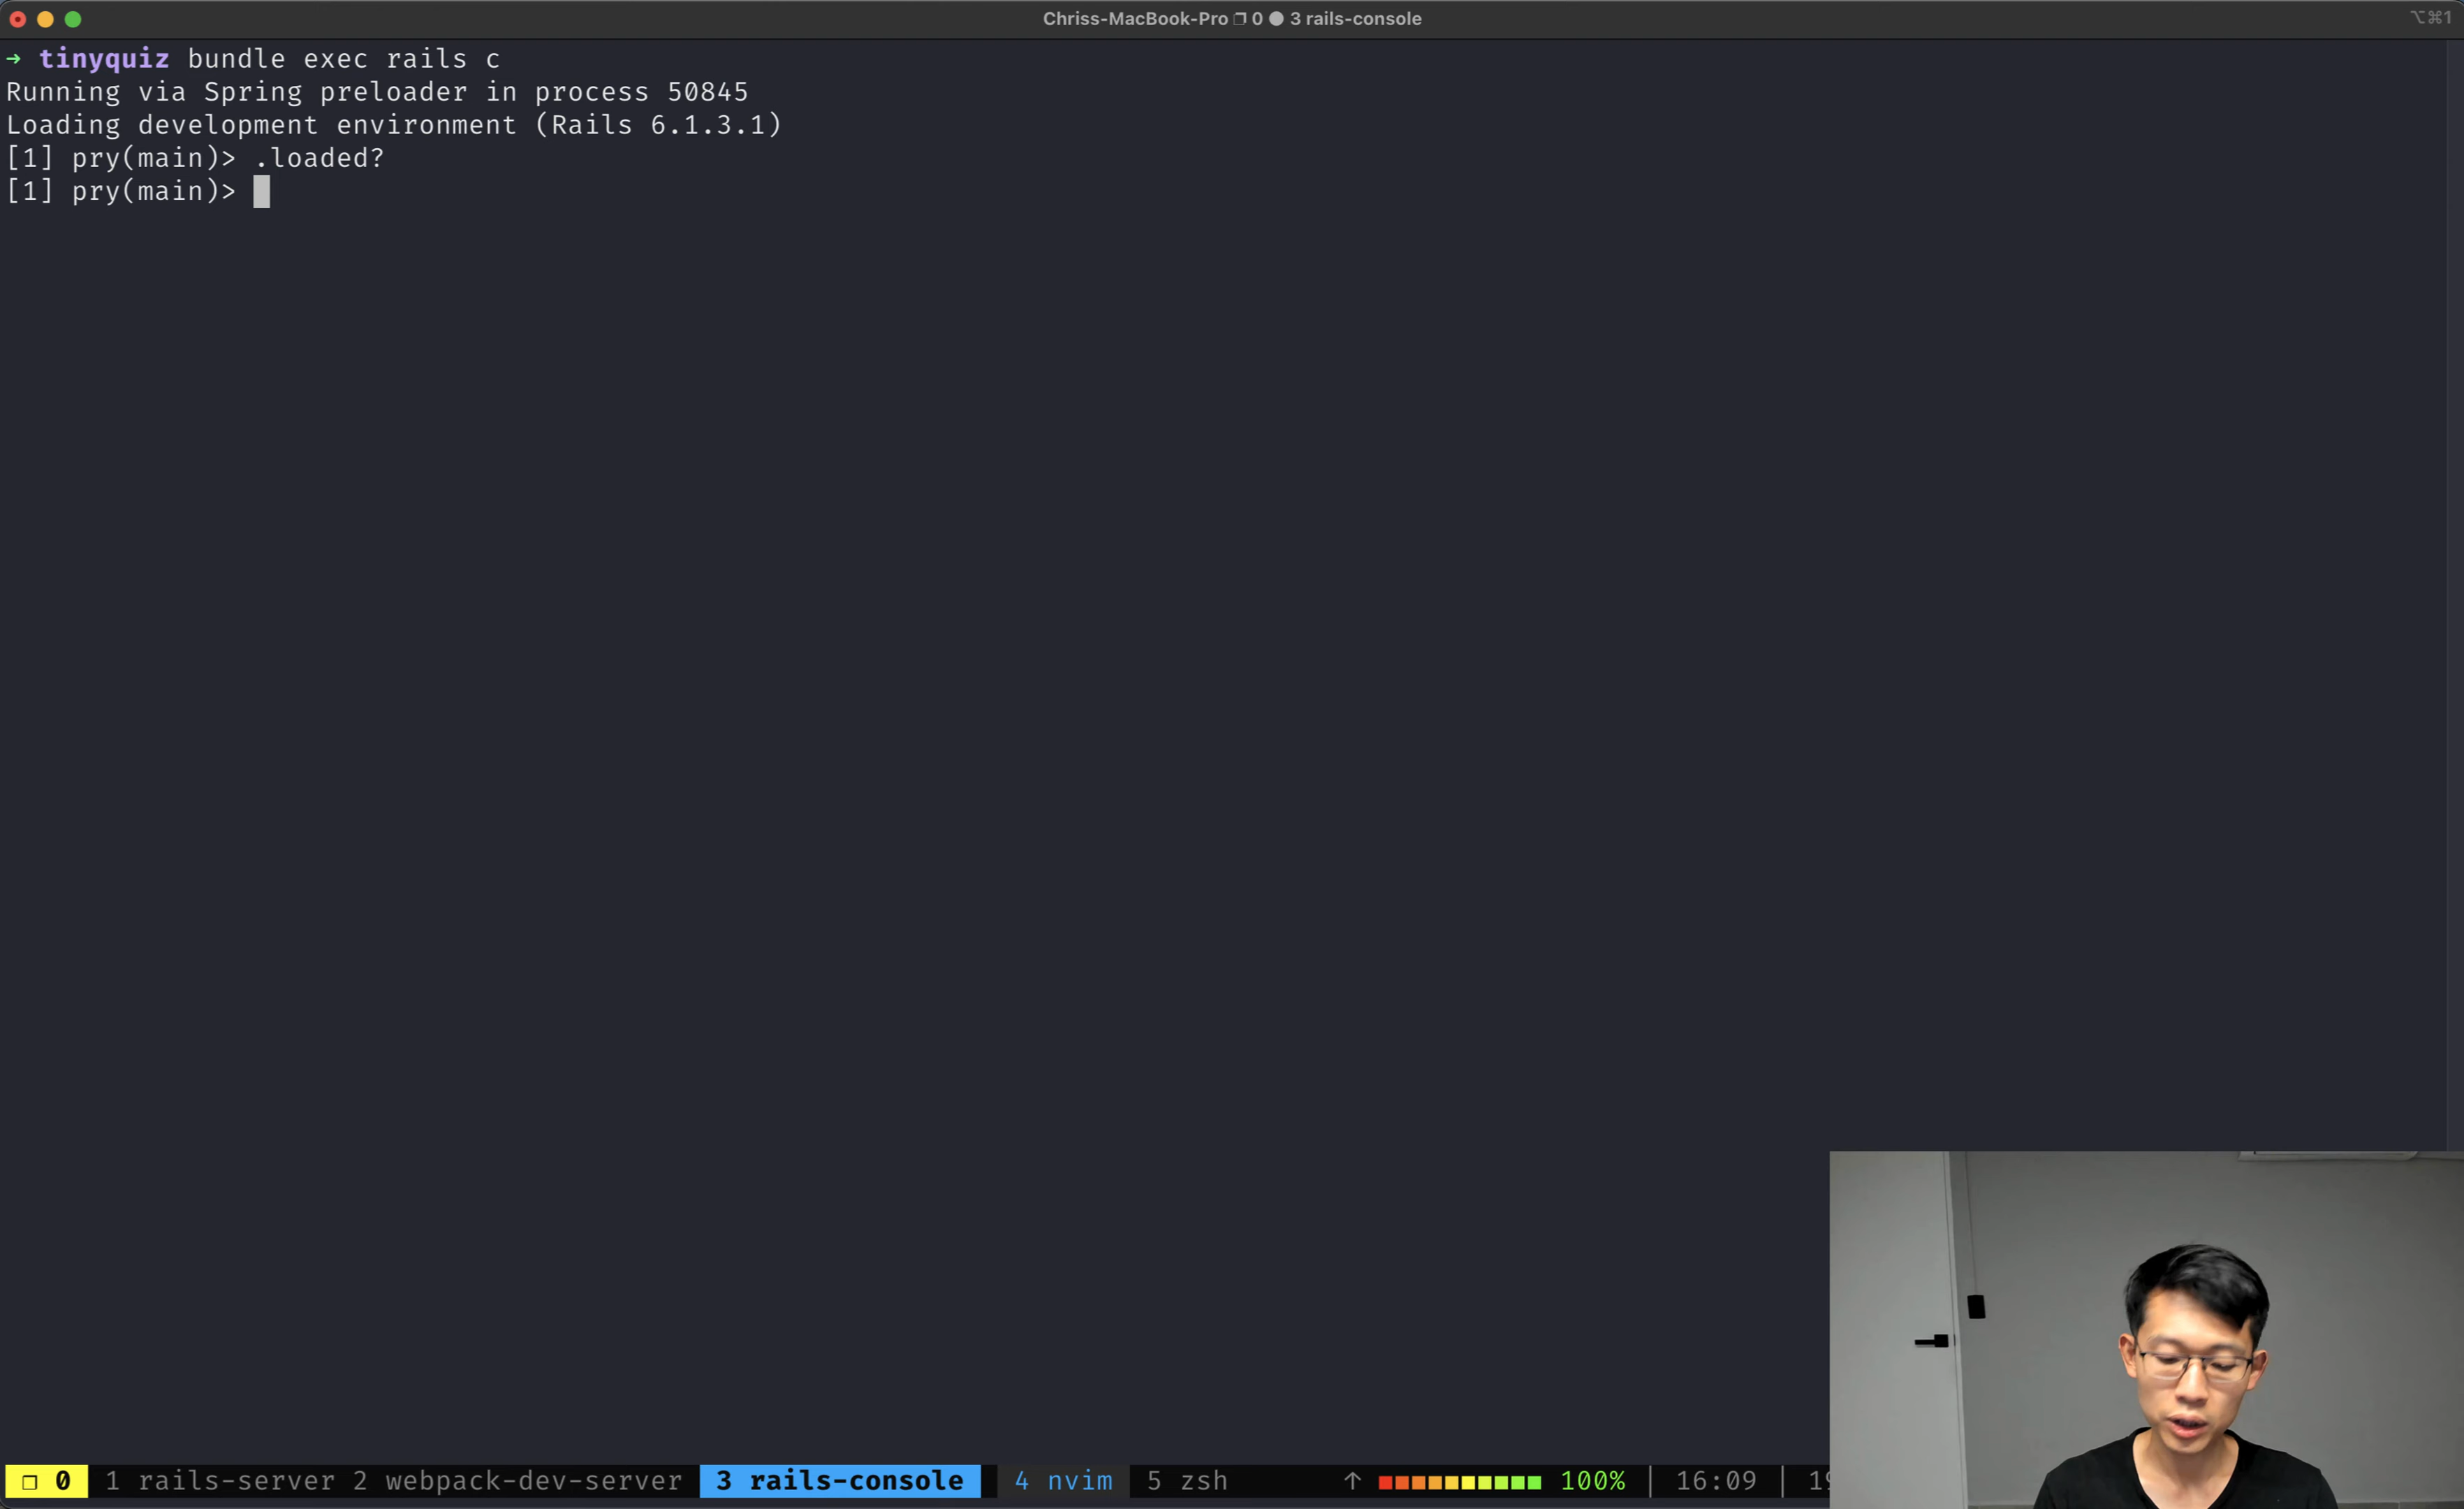 Chriss-MacBook-Pro ❐ 0 ● 3 rails-console ⌥⌘1
→ tinyquiz bundle exec rails c
Running via Spring preloader in process 50845
Loading development environment (Rails 6.1.3.1)
[1] pry(main)> .loaded?
[1] pry(main)>
❐ 0 1 rails-server 2 webpack-dev-server 3 rails-console 4 nvim 5 zsh ↑ 100% | 16:09 |